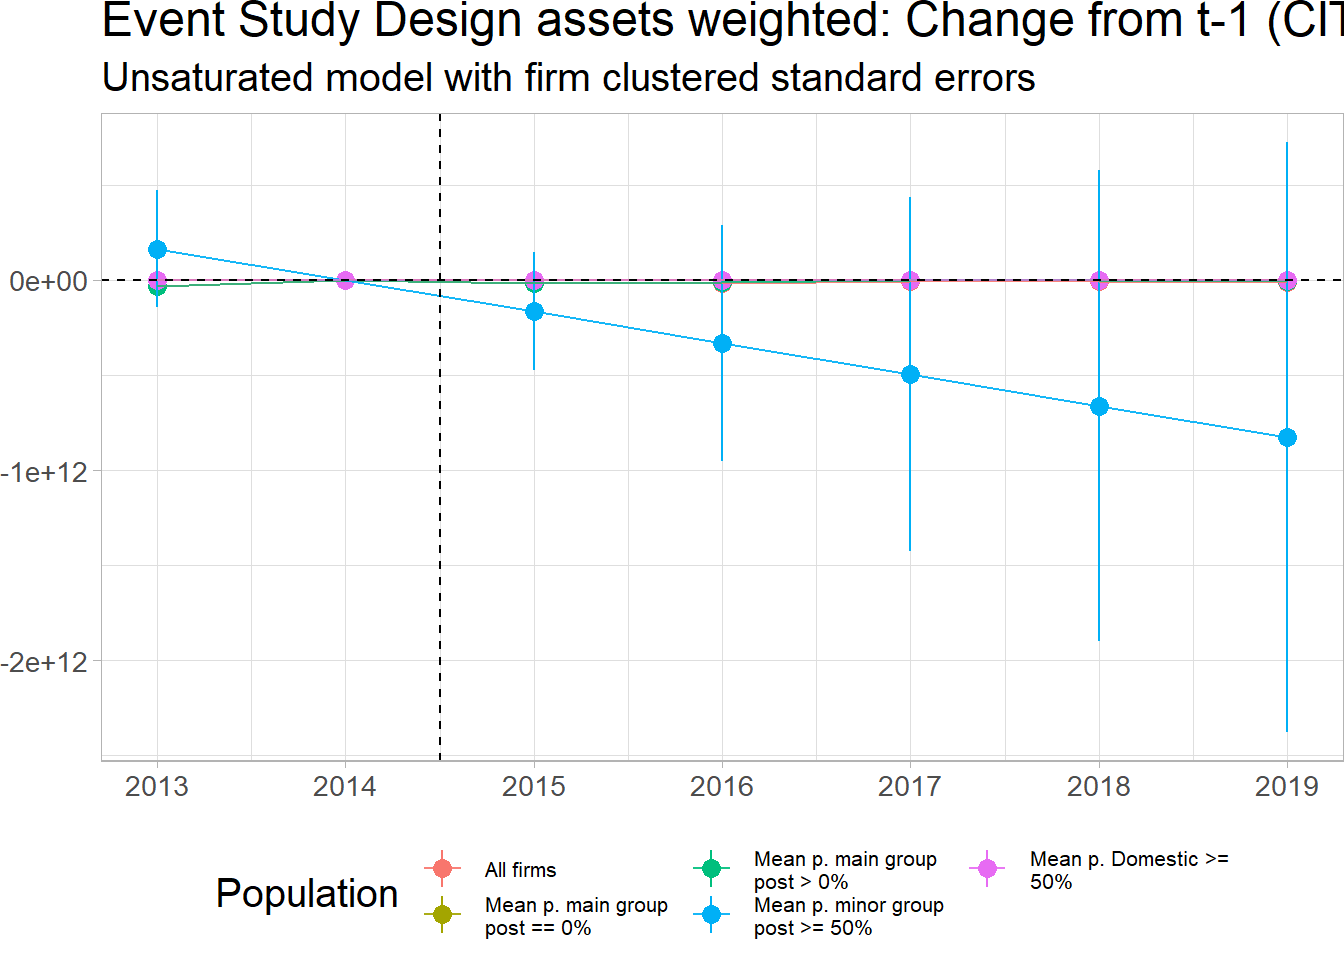 Event Study Design assets weighted: Change from t-1 (CIT
Unsaturated model with firm clustered standard errors
0e+00
-1e+12
-2e+12
2013 2014 2015 2016 2017 2018 2019
Population
All firms
Mean p. main group
post == 0%
Mean p. main group
post > 0%
Mean p. minor group
post >= 50%
Mean p. Domestic >=
50%